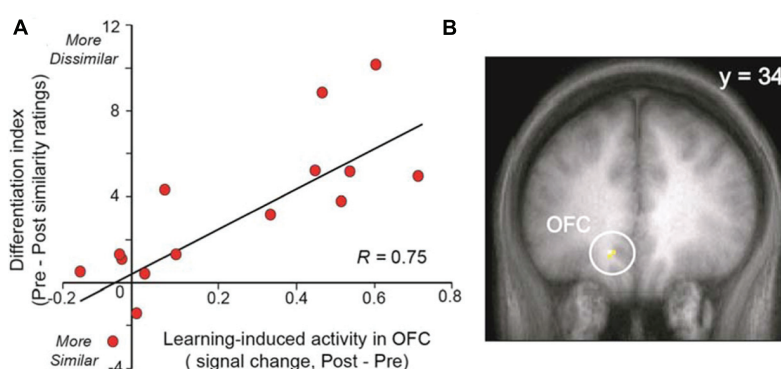 A
B
12
More
Dissimilar
8
4
0
-4
Differentiation index
(Pre - Post similarity ratings)
R = 0.75
-0.2
0.2
0.4
0.6
0.8
More
Similar
Learning-induced activity in OFC
( signal change, Post - Pre)
y = 34
OFC